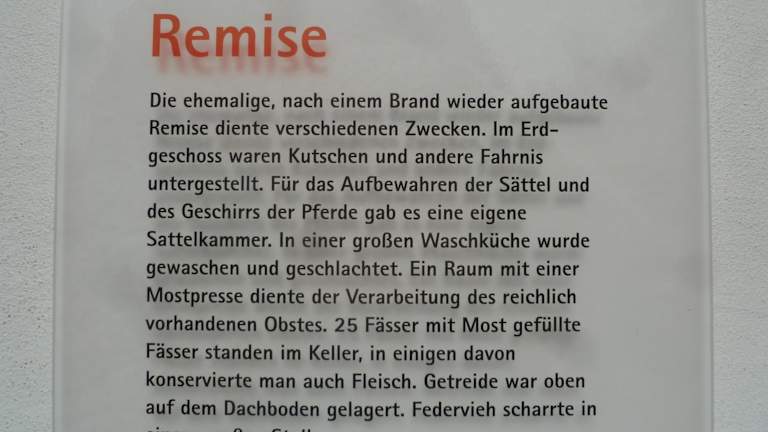 Remise
Die ehemalige, nach einem Brand wieder aufgebaute
Remise diente verschiedenen Zwecken. Im Erd-
geschoss waren Kutschen und andere Fahrnis
untergestellt. Für das Aufbewahren der Sättel und
des Geschirrs der Pferde gab es eine eigene
Sattelkammer. In einer großen Waschküche wurde
gewaschen und geschlachtet. Ein Raum mit einer
Mostpresse diente der Verarbeitung des reichlich
vorhandenen Obstes. 25 Fässer mit Most gefüllte
Fässer standen im Keller, in einigen davon
konservierte man auch Fleisch. Getreide war oben
auf dem Dachboden gelagert. Federvieh scharrte in